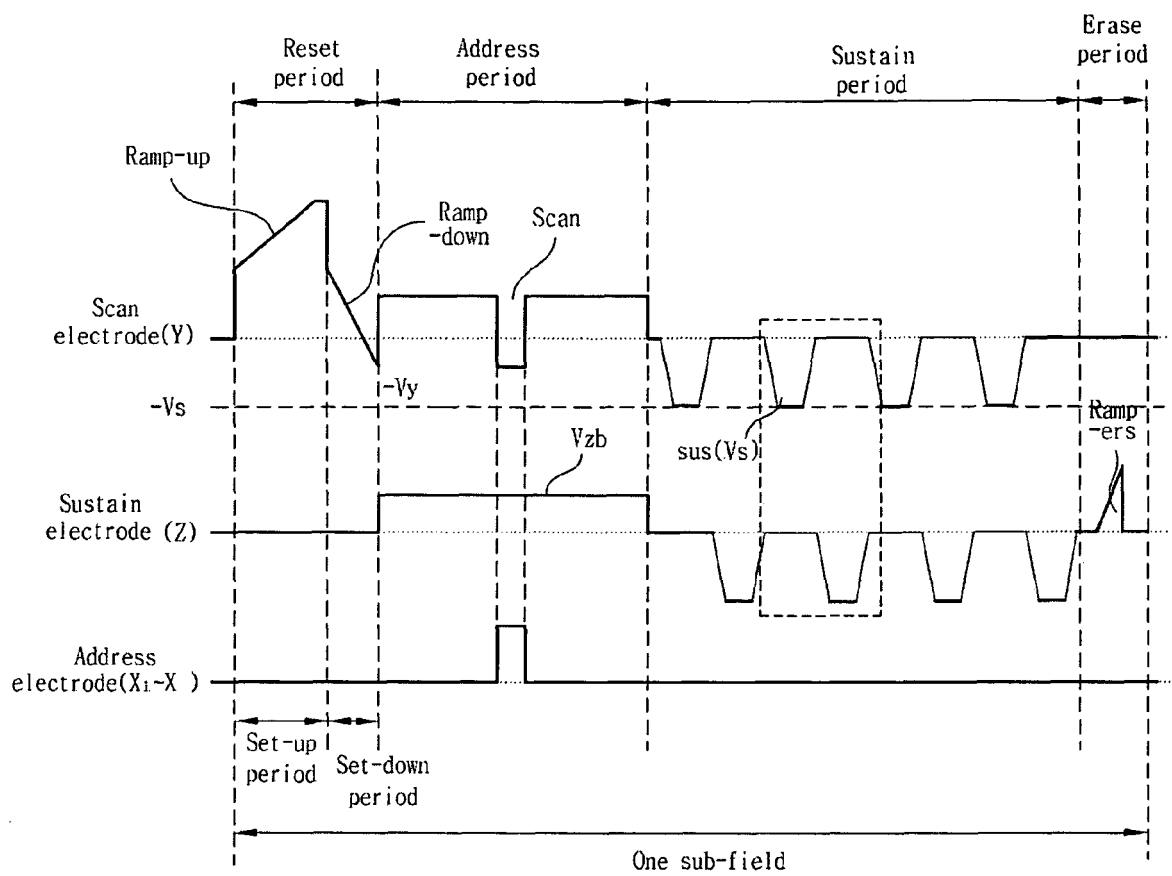 Reset
period
Address
period
Sustain
period
Erase
period
Ramp-up
Ramp
-down
Scan
Scan
electrode(Y)
-Vy
-Vs
sus(Vs)
Ramp
-ers
Vzb
Sustain
electrode (Z)
Address
electrode(X₁~X )
Set-up
period
Set-down
period
One sub-field